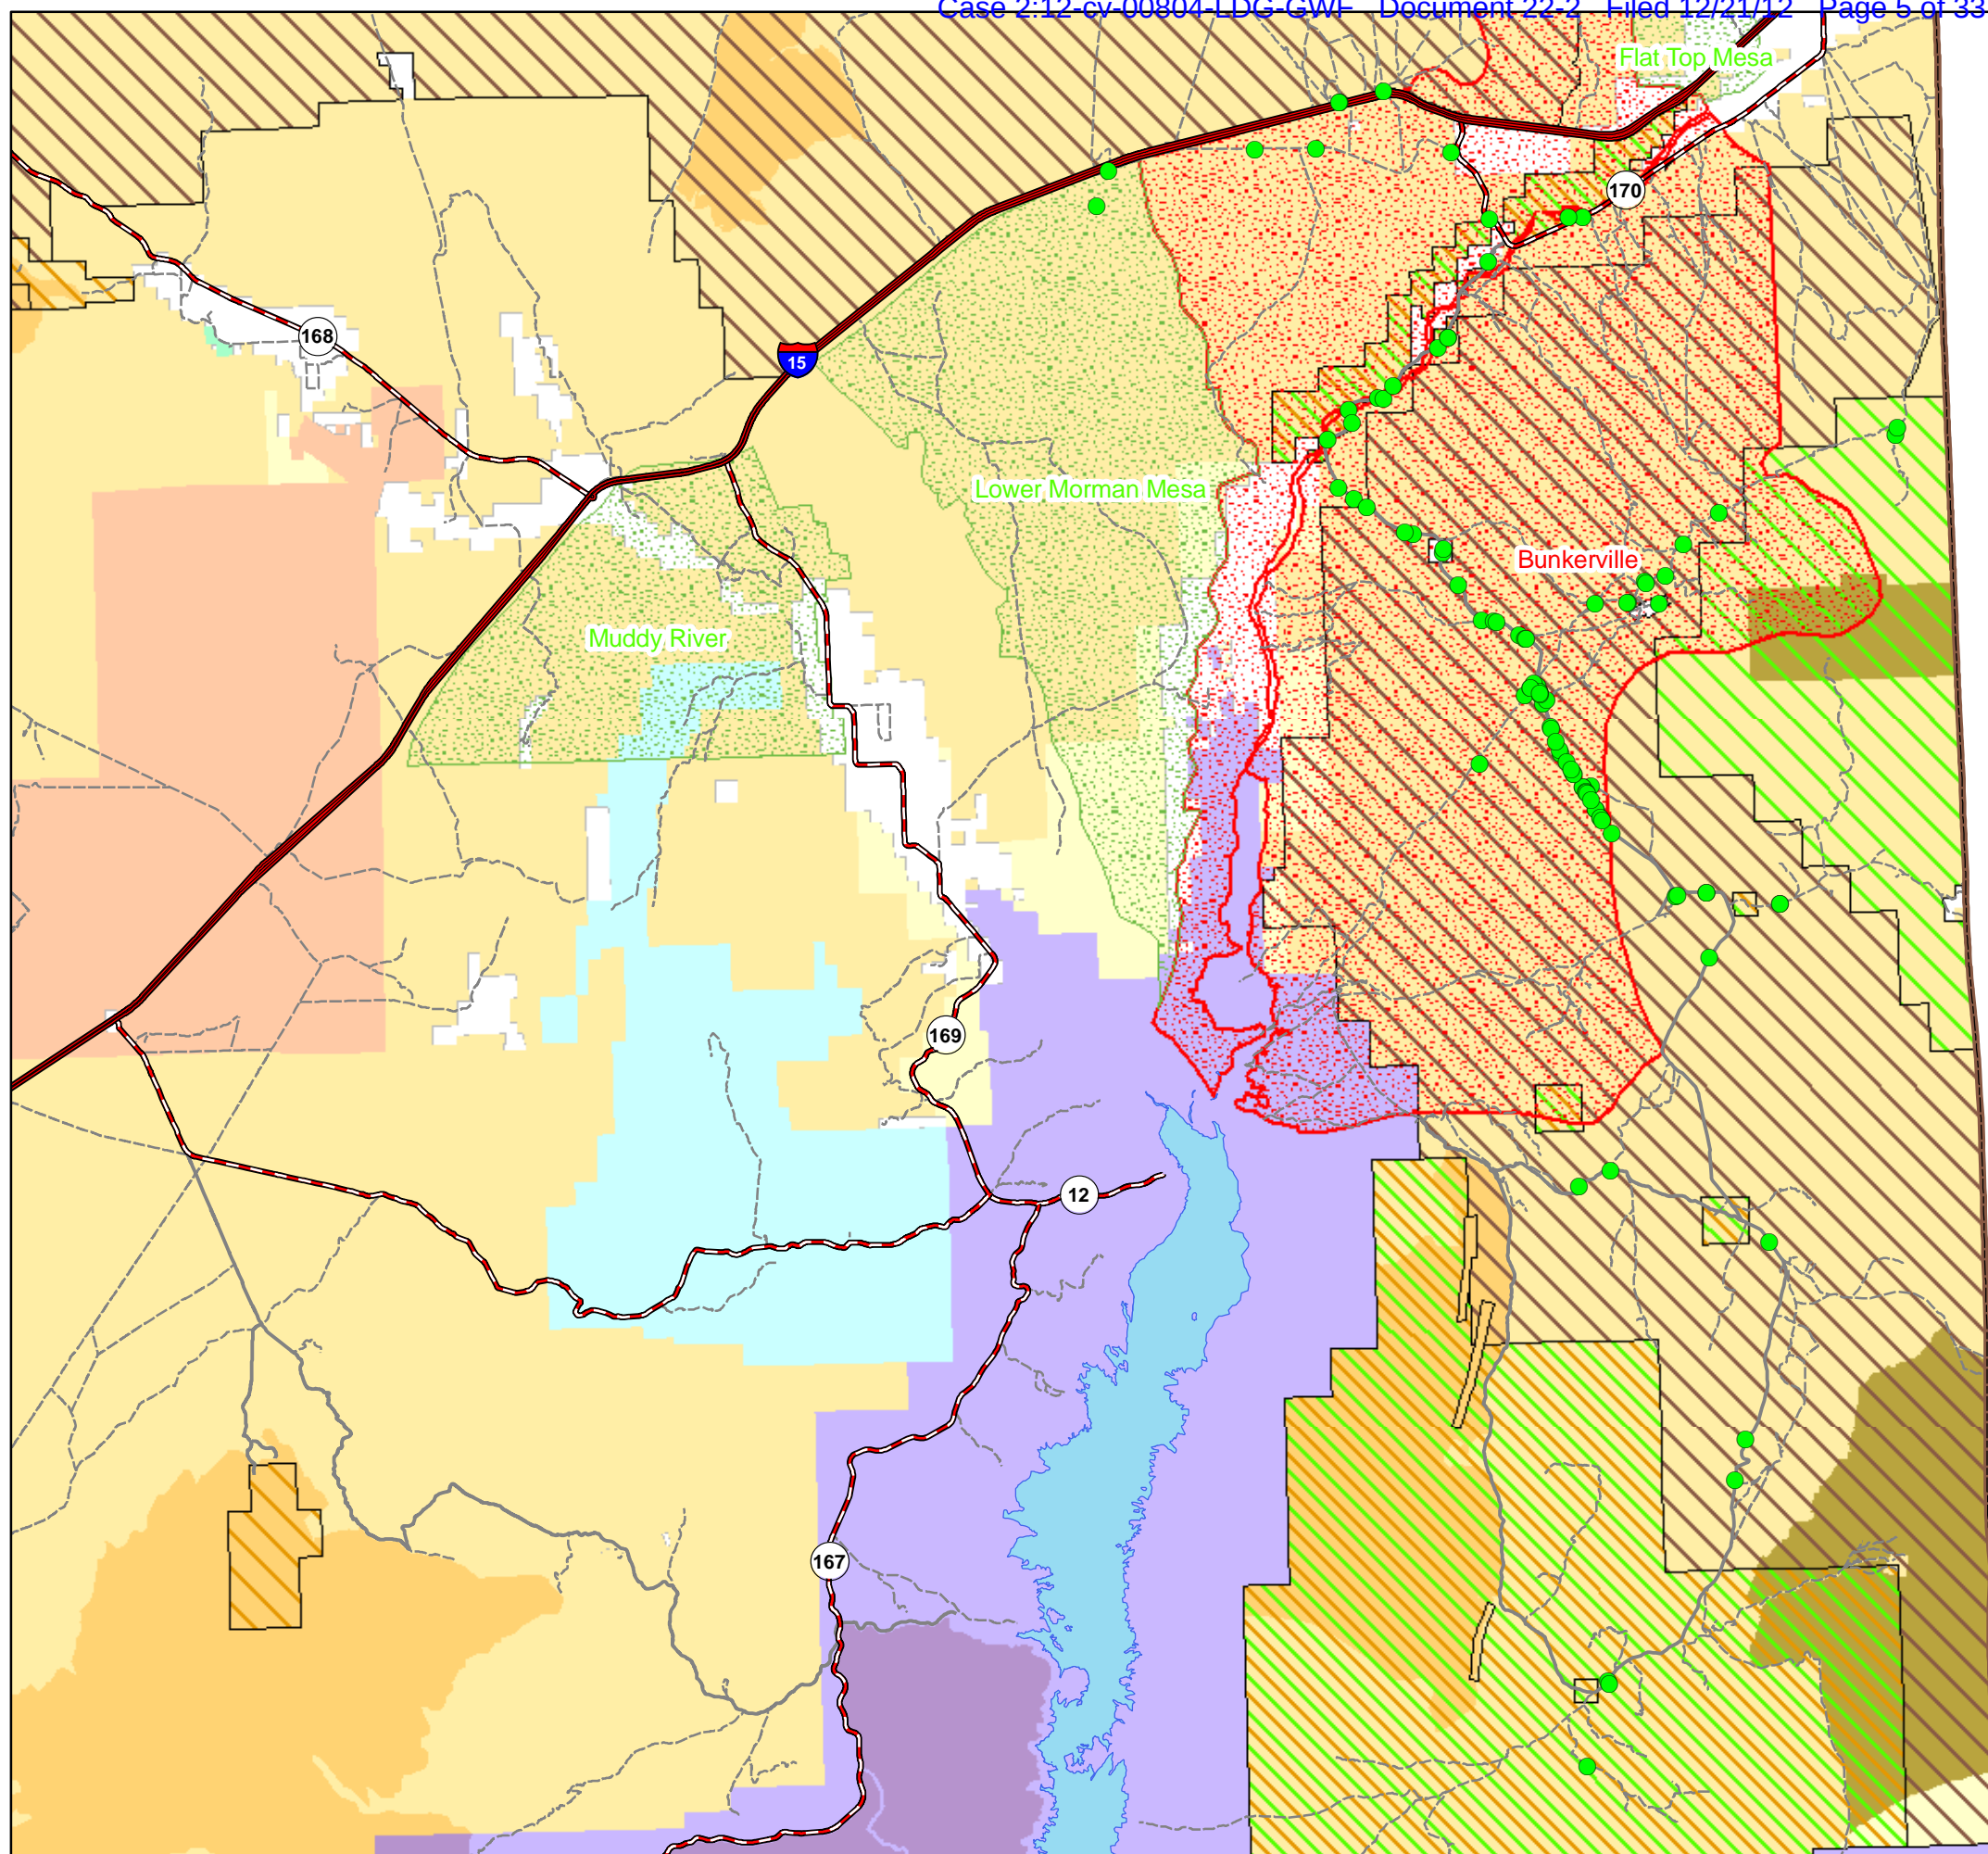 Case 2:12-cv-00804-LDG-GWF Document 22-2 Filed 12/21/12 Page 5 of 33
Flat Top Mesa
170
168
15
Lower Morman Mesa
Bunkerville
Muddy River
169
12
167